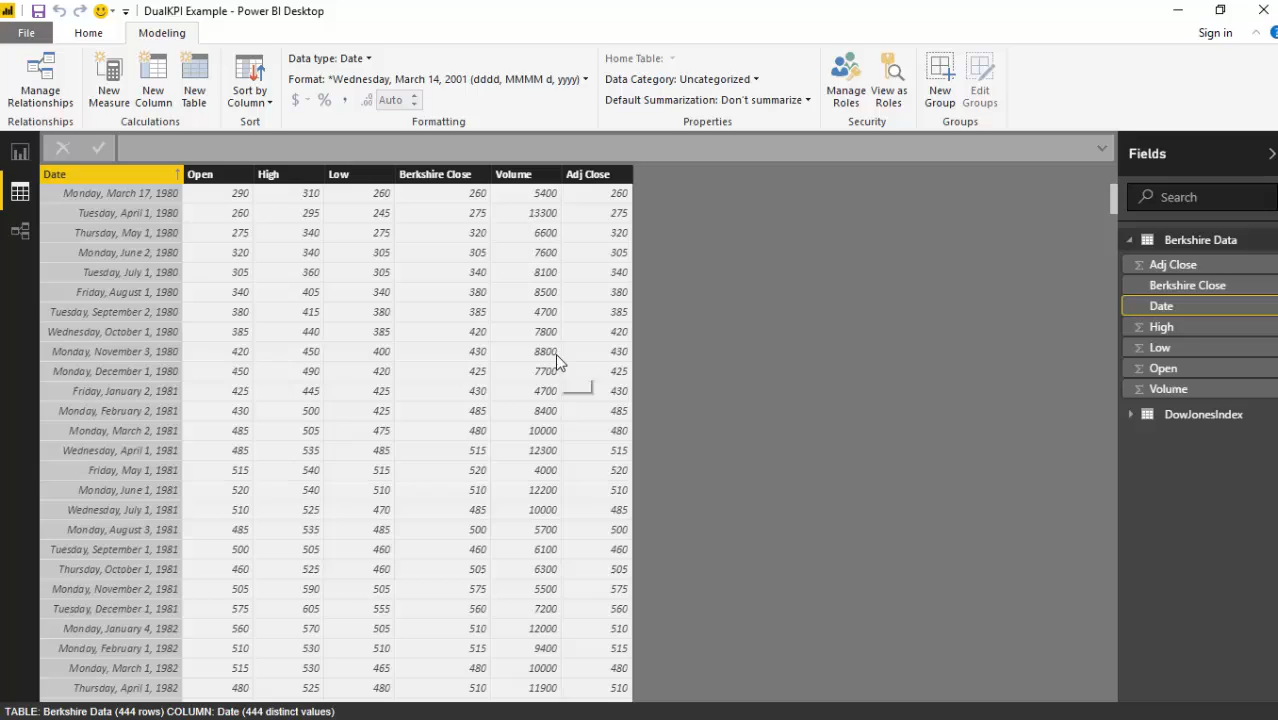 DualKPI Example - Power BI Desktop
File Home Modeling Sign in
Manage Relationships
New Measure
New Column
New Table
Sort by Column
Data type: Date
Format: *Wednesday, March 14, 2001 (dddd, MMMM d, yyyy)
$ % , .00 Auto
Home Table:
Data Category: Uncategorized
Default Summarization: Don't summarize
Manage Roles
View as Roles
New Group
Edit Groups
Relationships Calculations Sort Formatting Properties Security Groups
Date Open High Low Berkshire Close Volume Adj Close
Monday, March 17, 1980 290 310 260 260 5400 260
Tuesday, April 1, 1980 260 295 245 275 13300 275
Thursday, May 1, 1980 275 340 275 320 6600 320
Monday, June 2, 1980 320 340 305 305 7600 305
Tuesday, July 1, 1980 305 360 305 340 8100 340
Friday, August 1, 1980 340 405 340 380 8500 380
Tuesday, September 2, 1980 380 415 380 385 4700 385
Wednesday, October 1, 1980 385 440 385 420 7800 420
Monday, November 3, 1980 420 450 400 430 8800 430
Monday, December 1, 1980 450 490 420 425 7700 425
Friday, January 2, 1981 425 445 425 430 4700 430
Monday, February 2, 1981 430 500 425 485 8400 485
Monday, March 2, 1981 485 505 475 480 10000 480
Wednesday, April 1, 1981 485 535 485 515 12300 515
Friday, May 1, 1981 515 540 515 520 4000 520
Monday, June 1, 1981 520 540 510 510 12200 510
Wednesday, July 1, 1981 510 525 470 485 10000 485
Monday, August 3, 1981 485 535 485 500 5700 500
Tuesday, September 1, 1981 500 505 460 460 6100 460
Thursday, October 1, 1981 460 525 460 505 6300 505
Monday, November 2, 1981 505 590 505 575 5500 575
Tuesday, December 1, 1981 575 605 555 560 7200 560
Monday, January 4, 1982 560 570 505 510 12000 510
Monday, February 1, 1982 510 530 510 515 9400 515
Monday, March 1, 1982 515 530 465 480 10000 480
Thursday, April 1, 1982 480 525 480 510 11900 510
Fields
Search
Berkshire Data
Adj Close
Berkshire Close
Date
High
Low
Open
Volume
DowJonesIndex
TABLE: Berkshire Data (444 rows) COLUMN: Date (444 distinct values)